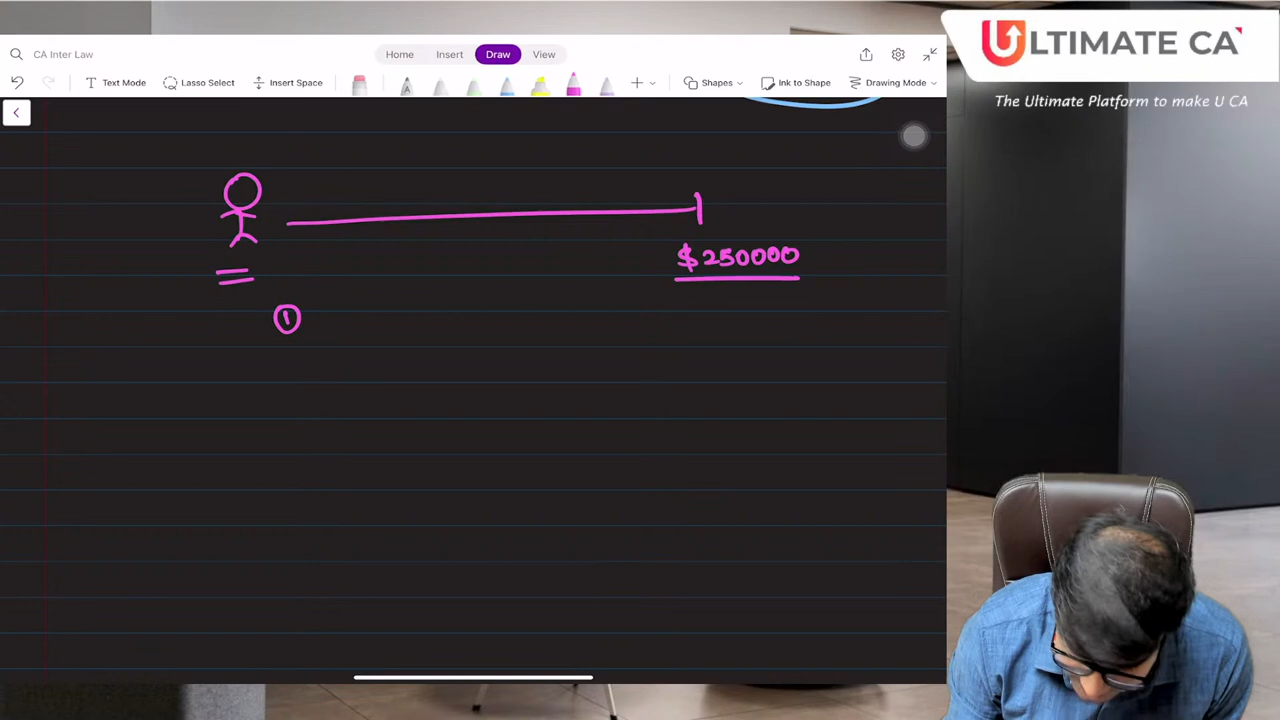 CA Inter Law
Home Insert Draw View
Text Mode Lasso Select Insert Space Shapes Ink to Shape Drawing Mode
ULTIMATE CA
The Ultimate Platform to make U CA
$250000
1